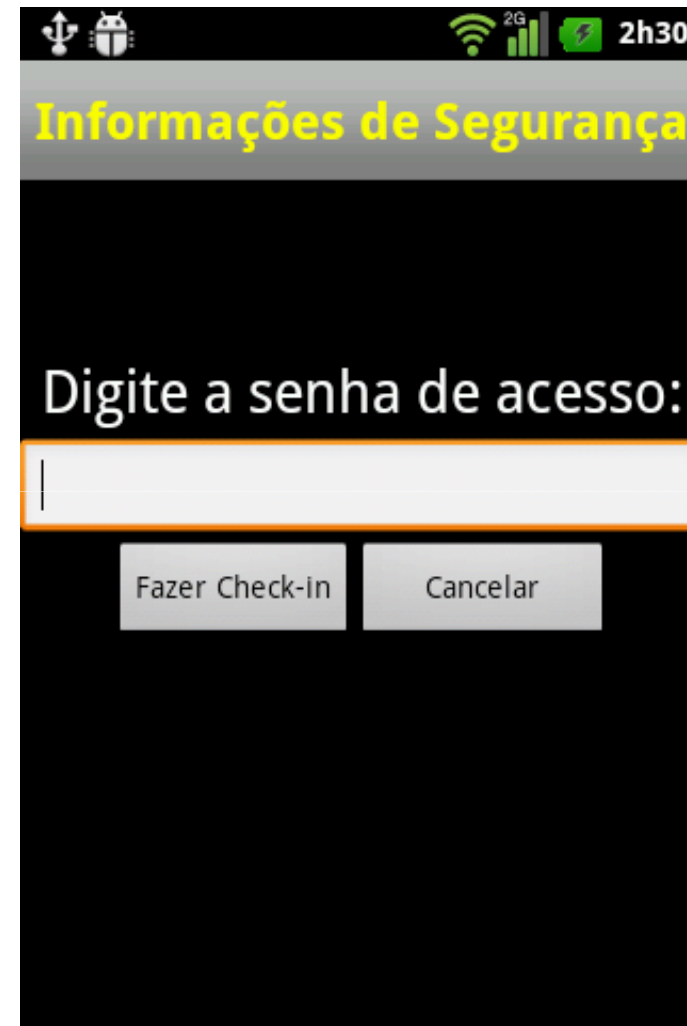 2G 2h30
Informações de Segurança
Digite a senha de acesso:
Fazer Check-in Cancelar